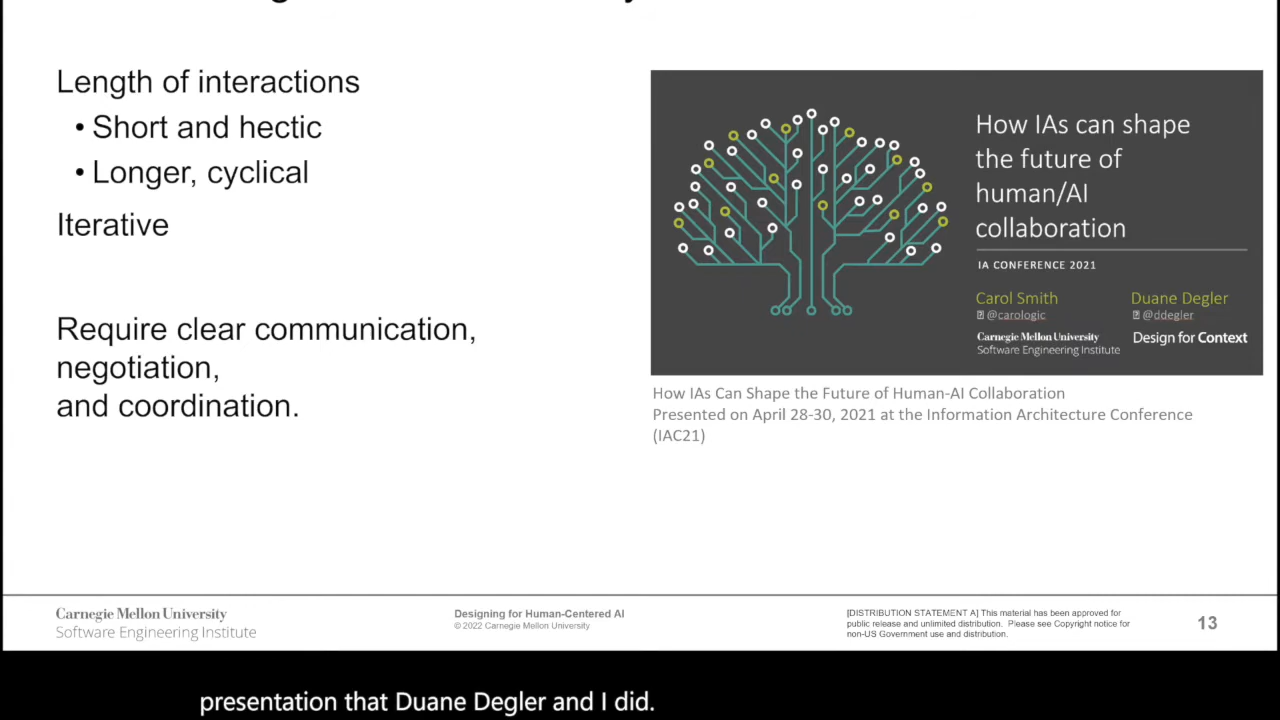 Length of interactions
• Short and hectic
• Longer, cyclical
Iterative
Require clear communication,
negotiation,
and coordination.
How IAs can shape
the future of
human/AI
collaboration
IA CONFERENCE 2021
Carol Smith
@carologic
Carnegie Mellon University
Software Engineering Institute
Duane Degler
@ddegler
Design for Context
How IAs Can Shape the Future of Human-AI Collaboration
Presented on April 28-30, 2021 at the Information Architecture Conference
(IAC21)
Carnegie Mellon University
Software Engineering Institute
Designing for Human-Centered AI
© 2022 Carnegie Mellon University
[DISTRIBUTION STATEMENT A] This material has been approved for
public release and unlimited distribution. Please see Copyright notice for
non-US Government use and distribution.
13
presentation that Duane Degler and I did.